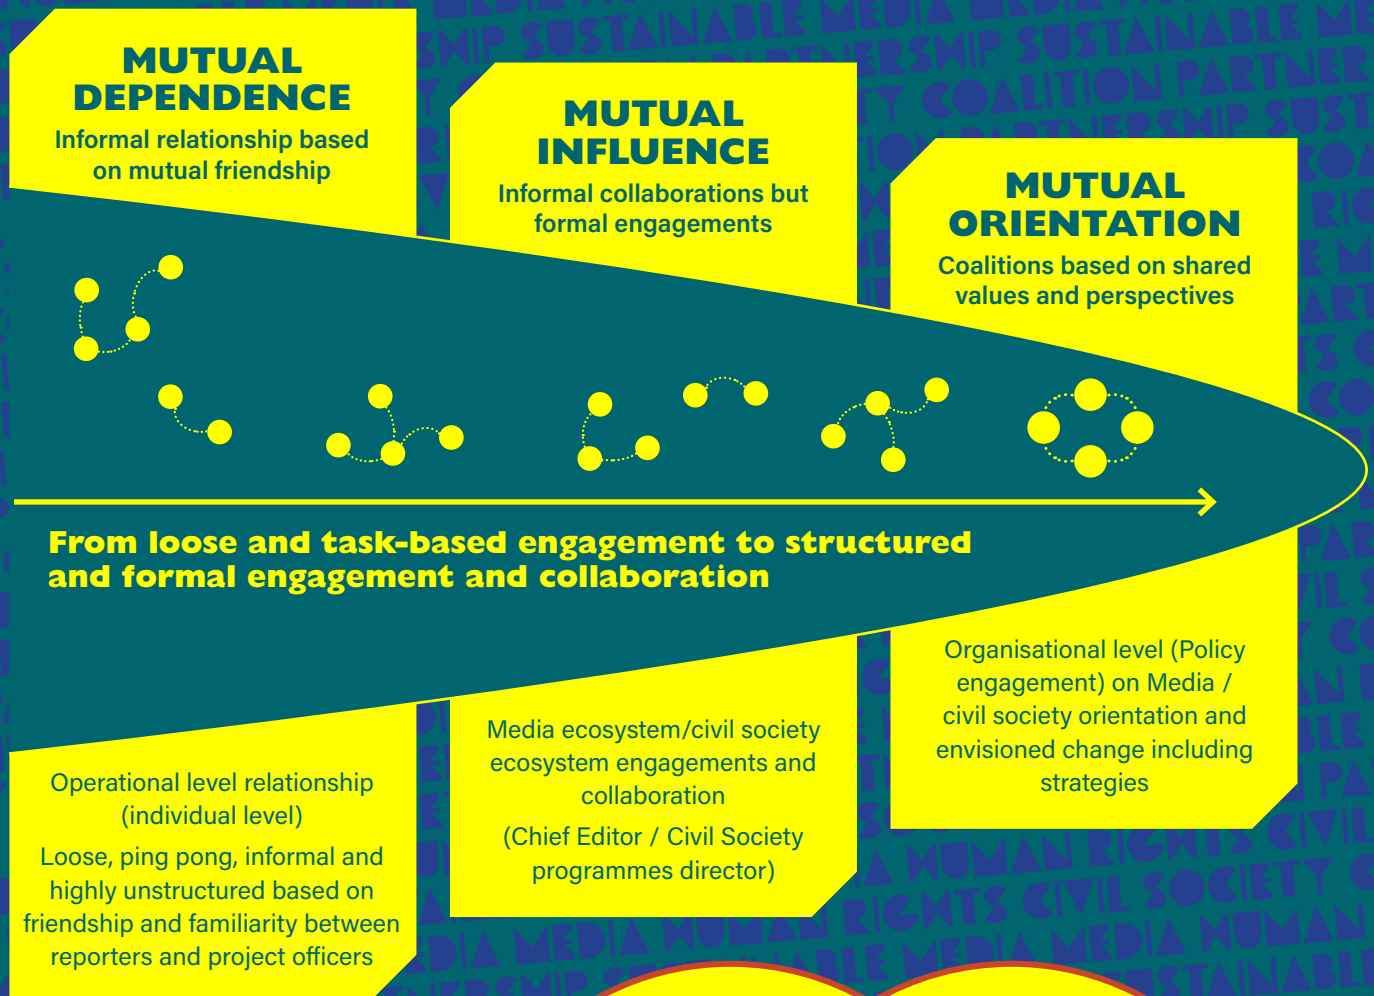 MUTUAL
DEPENDENCE
Informal relationship based
on mutual friendship
MUTUAL
INFLUENCE
Informal collaborations but
formal engagements
MUTUAL
ORIENTATION
Coalitions based on shared
values and perspectives
From loose and task-based engagement to structured
and formal engagement and collaboration
Operational level relationship
(individual level)
Loose, ping pong, informal and
highly unstructured based on
friendship and familiarity between
reporters and project officers
Media ecosystem/civil society
ecosystem engagements and
collaboration
(Chief Editor / Civil Society
programmes director)
Organisational level (Policy
engagement) on Media /
civil society orientation and
envisioned change including
strategies